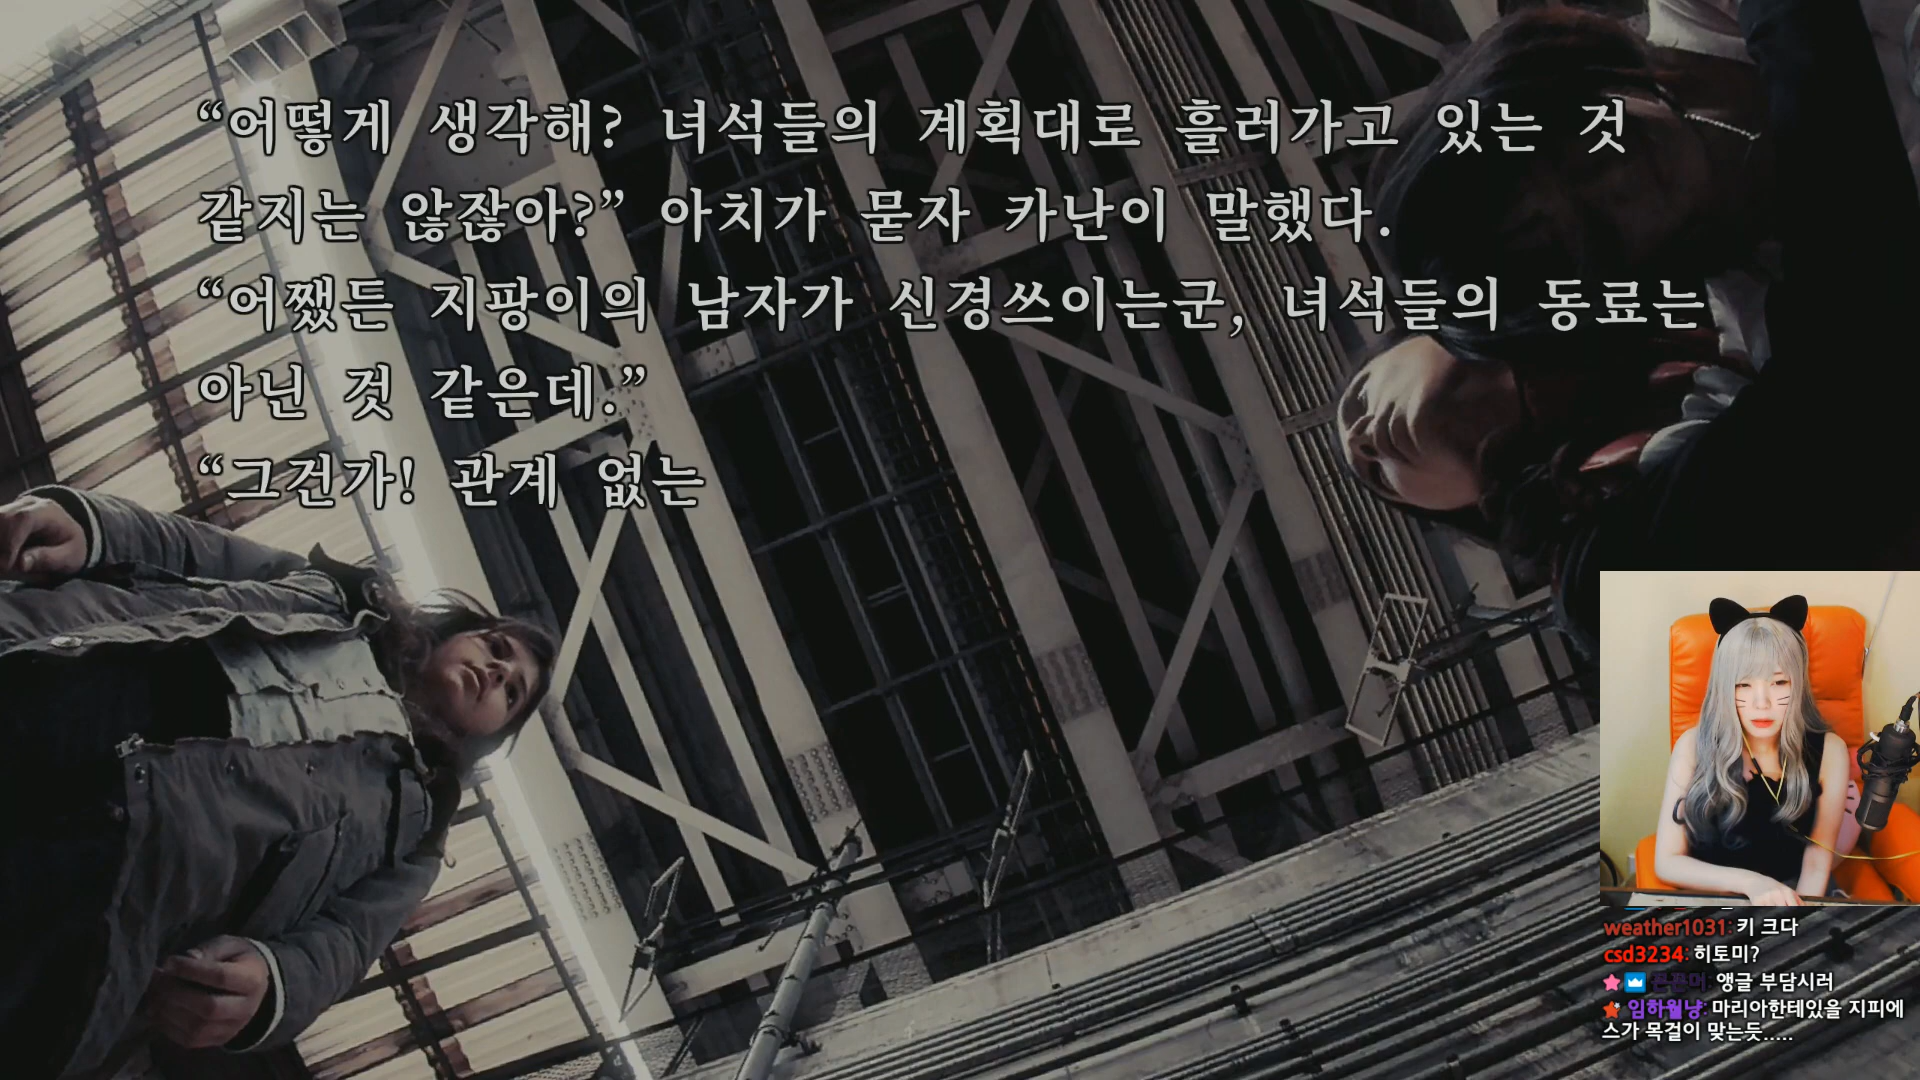 “어떻게 생각해? 녀석들의 계획대로 흘러가고 있는 것
같지는 않잖아?” 아치가 묻자 카난이 말했다.
“어쨌든 지팡이의 남자가 신경쓰이는군, 녀석들의 동료는
아닌 것 같은데.”
“그건가! 관계 없는
weather1031: 키 크다
csd3234: 히토미?
앵글 부담시러
임하월냥: 마리아한테있을 지피에
스가 목걸이 맞는듯.....